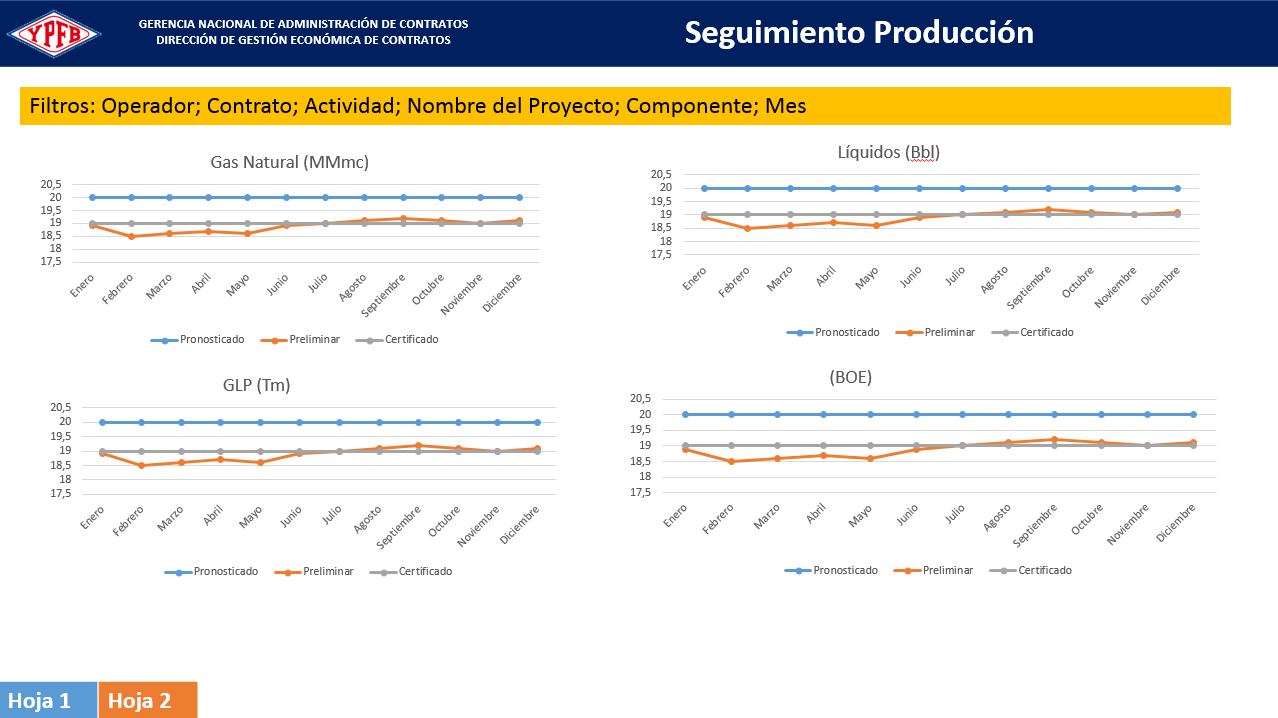 YPFB
GERENCIA NACIONAL DE ADMINISTRACIÓN DE CONTRATOS
DIRECCIÓN DE GESTIÓN ECONÓMICA DE CONTRATOS
Seguimiento Producción
Filtros: Operador; Contrato; Actividad; Nombre del Proyecto; Componente; Mes
Gas Natural (MMmc)
20,5
20
19,5
19
18,5
18
17,5
Enero
Febrero
Marzo
Abril
Mayo
Junio
Julio
Agosto
Septiembre
Octubre
Noviembre
Diciembre
Pronosticado Preliminar Certificado
Líquidos (Bbl)
20,5
20
19,5
19
18,5
18
17,5
Enero
Febrero
Marzo
Abril
Mayo
Junio
Julio
Agosto
Septiembre
Octubre
Noviembre
Diciembre
Pronosticado Preliminar Certificado
GLP (Tm)
20,5
20
19,5
19
18,5
18
17,5
Enero
Febrero
Marzo
Abril
Mayo
Junio
Julio
Agosto
Septiembre
Octubre
Noviembre
Diciembre
Pronosticado Preliminar Certificado
(BOE)
20,5
20
19,5
19
18,5
18
17,5
Enero
Febrero
Marzo
Abril
Mayo
Junio
Julio
Agosto
Septiembre
Octubre
Noviembre
Diciembre
Pronosticado Preliminar Certificado
Hoja 1 Hoja 2